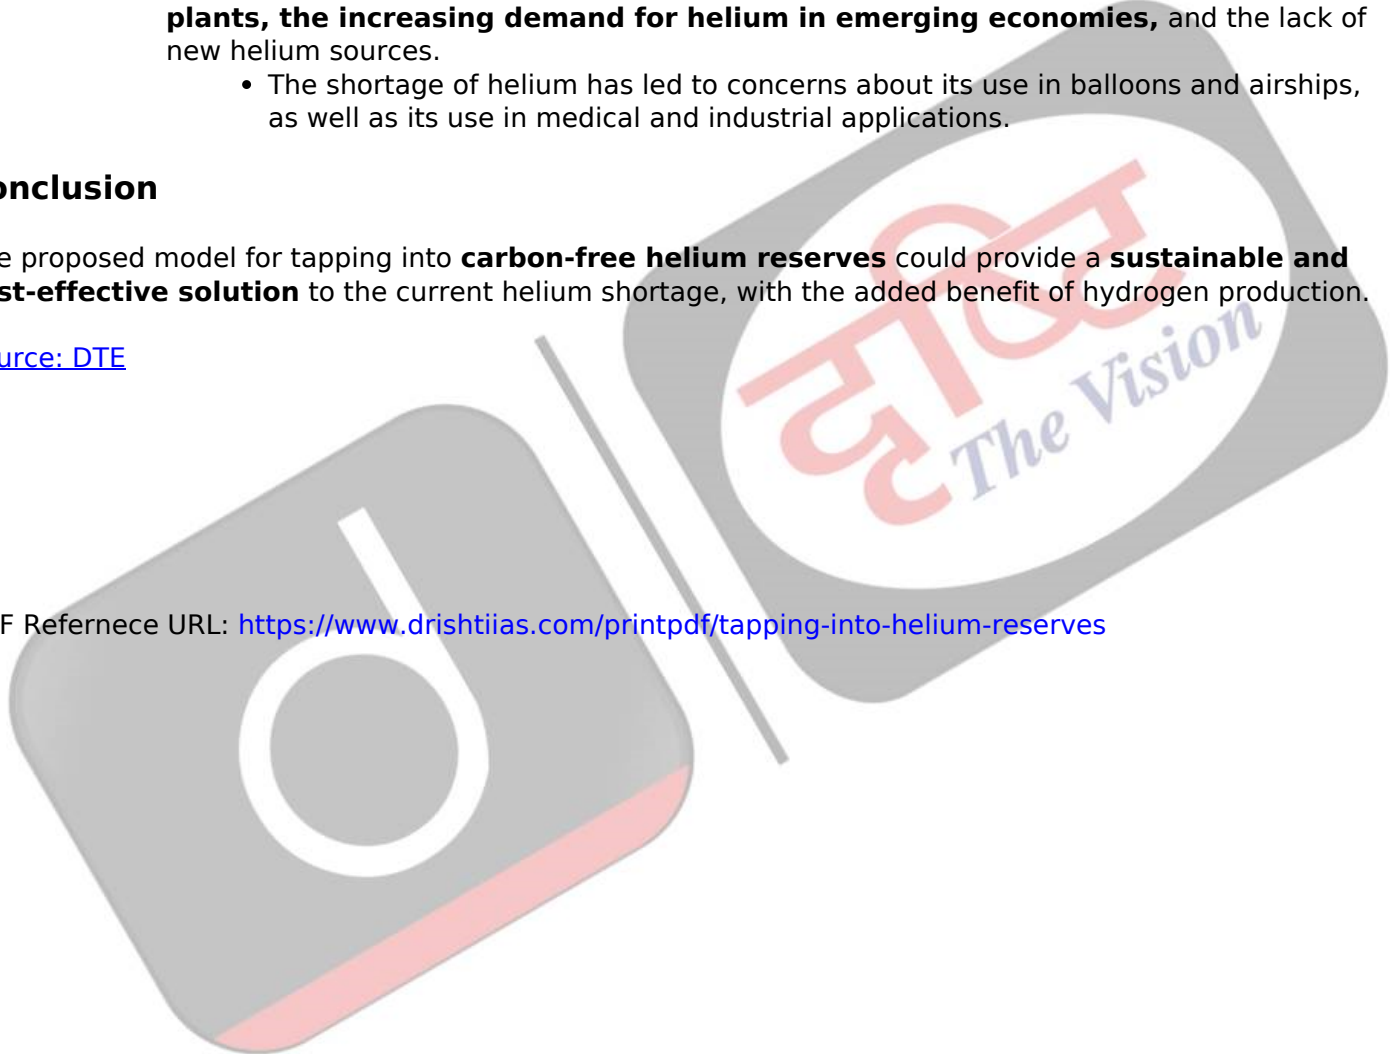 plants, the increasing demand for helium in emerging economies, and the lack of
new helium sources.
• The shortage of helium has led to concerns about its use in balloons and airships,
as well as its use in medical and industrial applications.
onclusion
e proposed model for tapping into carbon-free helium reserves could provide a sustainable and
st-effective solution to the current helium shortage, with the added benefit of hydrogen production.
urce: DTE
F Refernece URL: https://www.drishtiias.com/printpdf/tapping-into-helium-reserves
दृष्टि
The Vision
d